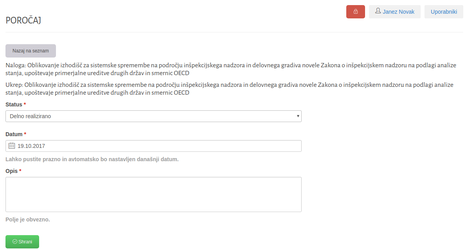 POROČAJ
Janez Novak
Uporabniki
Nazaj na seznam
Naloga: Oblikovanje izhodišč za sistemske spremembe na področju inšpekcijskega nadzora in delovnega gradiva novele Zakona o inšpekcijskem nadzoru na podlagi analize
stanja, upoštevaje primerjalne ureditve drugih držav in smernic OECD
Ukrep: Oblikovanje izhodišč za sistemske spremembe na področju inšpekcijskega nadzora in delovnega gradiva novele Zakona o inšpekcijskem nadzoru na podlagi analize
stanja, upoštevaje primerjalne ureditve drugih držav in smernic OECD
Status *
Delno realizirano
Datum *
19.10.2017
Lahko pustite prazno in avtomatsko bo nastavljen današnji datum.
Opis *
Polje je obvezno.
Shrani